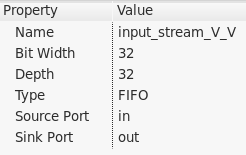 Property Value
Name input_stream_V_V
Bit Width 32
Depth 32
Type FIFO
Source Port in
Sink Port out